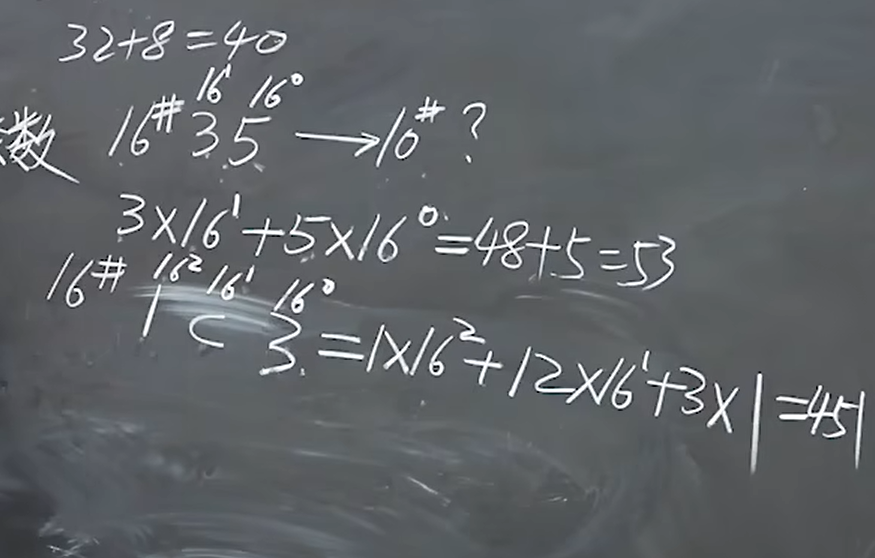 32+8=40
16¹ 16⁰
数 16# 35 → 10# ?
3×16¹+5×16⁰=48+5=53
16# 16² 16¹ 16⁰
1 C 3 =1×16²+12×16¹+3×1=451